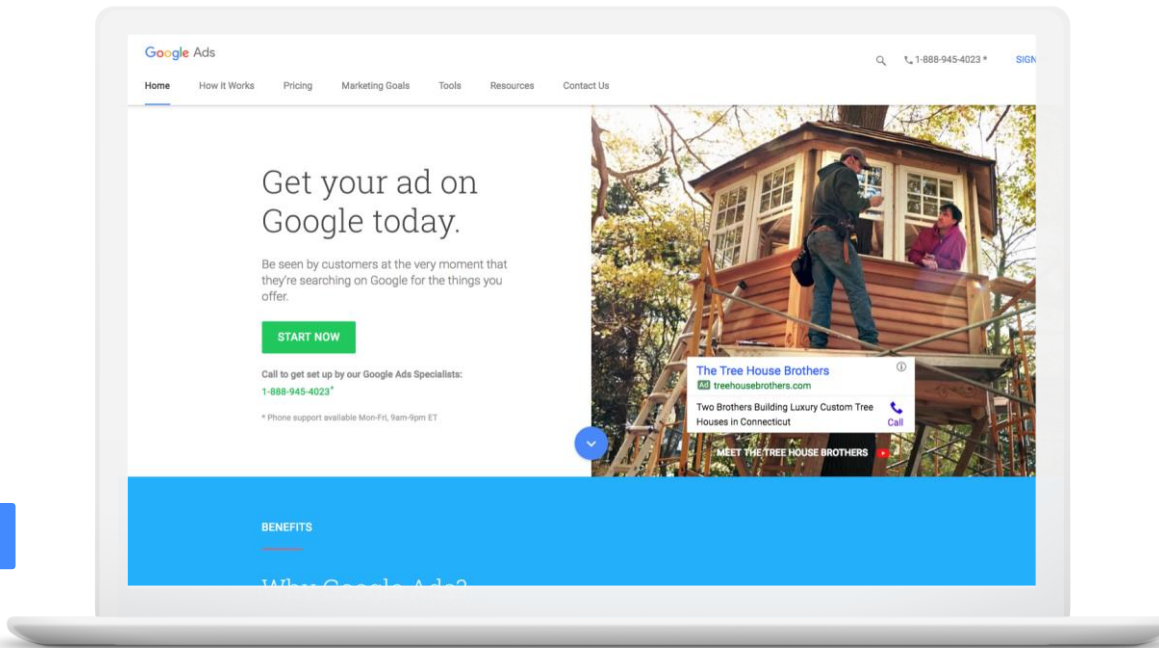 Google Ads
1-888-945-4023 *
SIGN
Home How it Works Pricing Marketing Goals Tools Resources Contact Us
Get your ad on
Google today.
Be seen by customers at the very moment that
they're searching on Google for the things you
offer.
START NOW
Call to get set up by our Google Ads Specialists:
1-888-945-4023*
* Phone support available Mon-Fri, 9am-9pm ET
The Tree House Brothers
Ad treehousebrothers.com
Two Brothers Building Luxury Custom Tree
Houses in Connecticut
Call
MEET THE TREE HOUSE BROTHERS
BENEFITS
Why Google Ads?